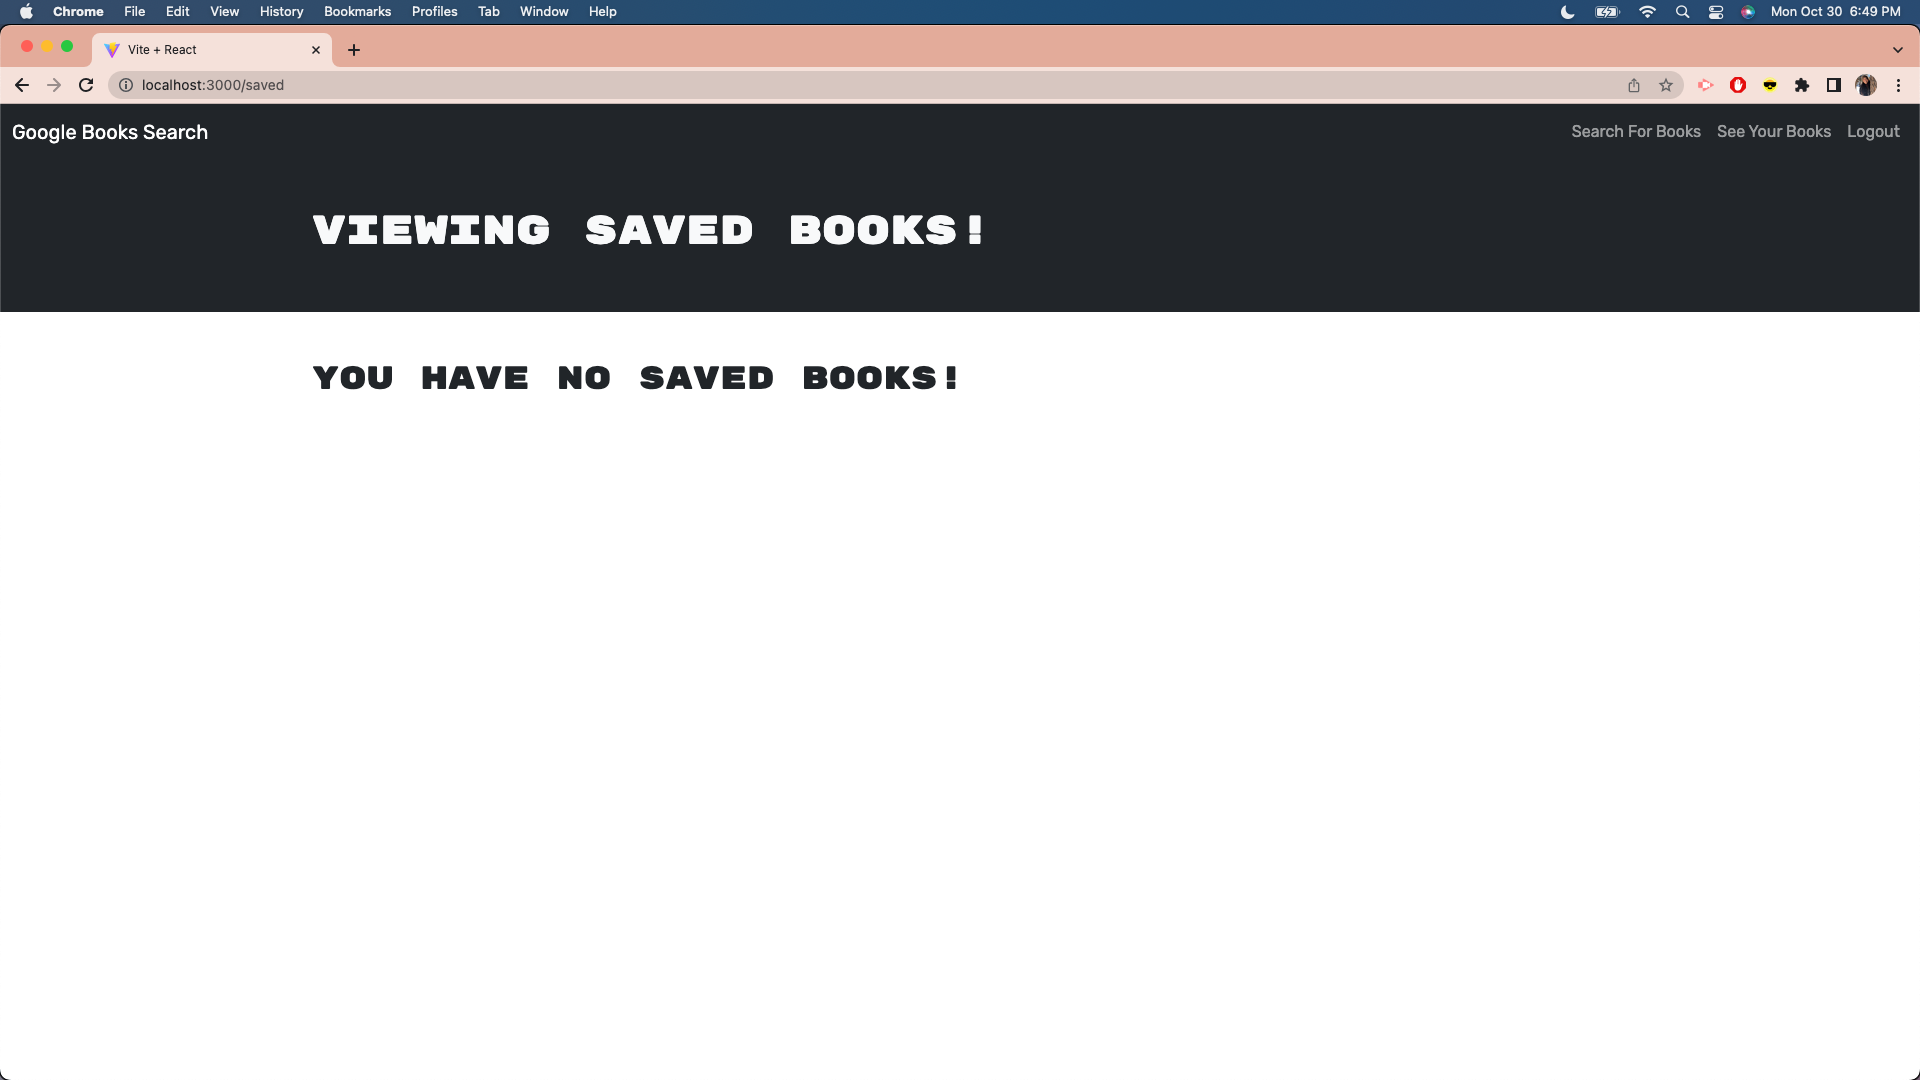 Chrome File Edit View History Bookmarks Profiles Tab Window Help Mon Oct 30 6:49 PM
Vite + React
localhost:3000/saved
Google Books Search Search For Books See Your Books Logout
VIEWING SAVED BOOKS!
YOU HAVE NO SAVED BOOKS!